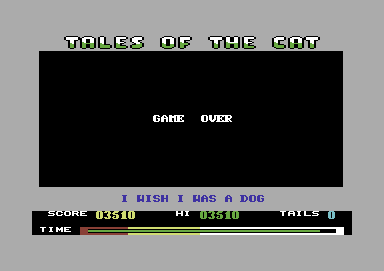 TALES OF THE CAT
GAME OVER
I WISH I WAS A DOG
SCORE 03510 HI 03510 TAILS 0
TIME